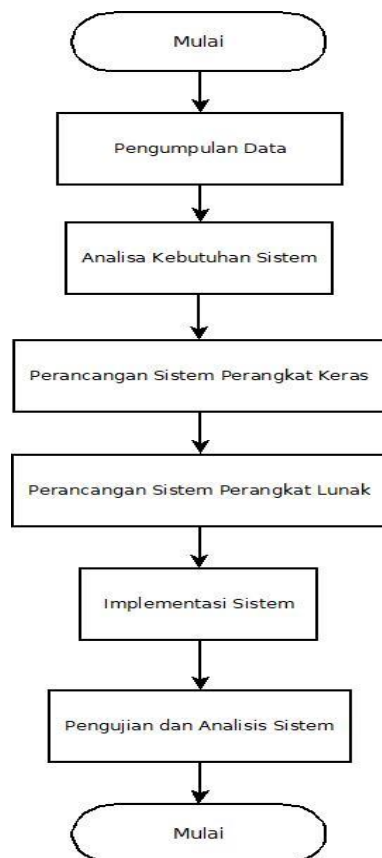 Mulai
Pengumpulan Data
Analisa Kebutuhan Sistem
Perancangan Sistem Perangkat Keras
Perancangan Sistem Perangkat Lunak
Implementasi Sistem
Pengujian dan Analisis Sistem
Mulai